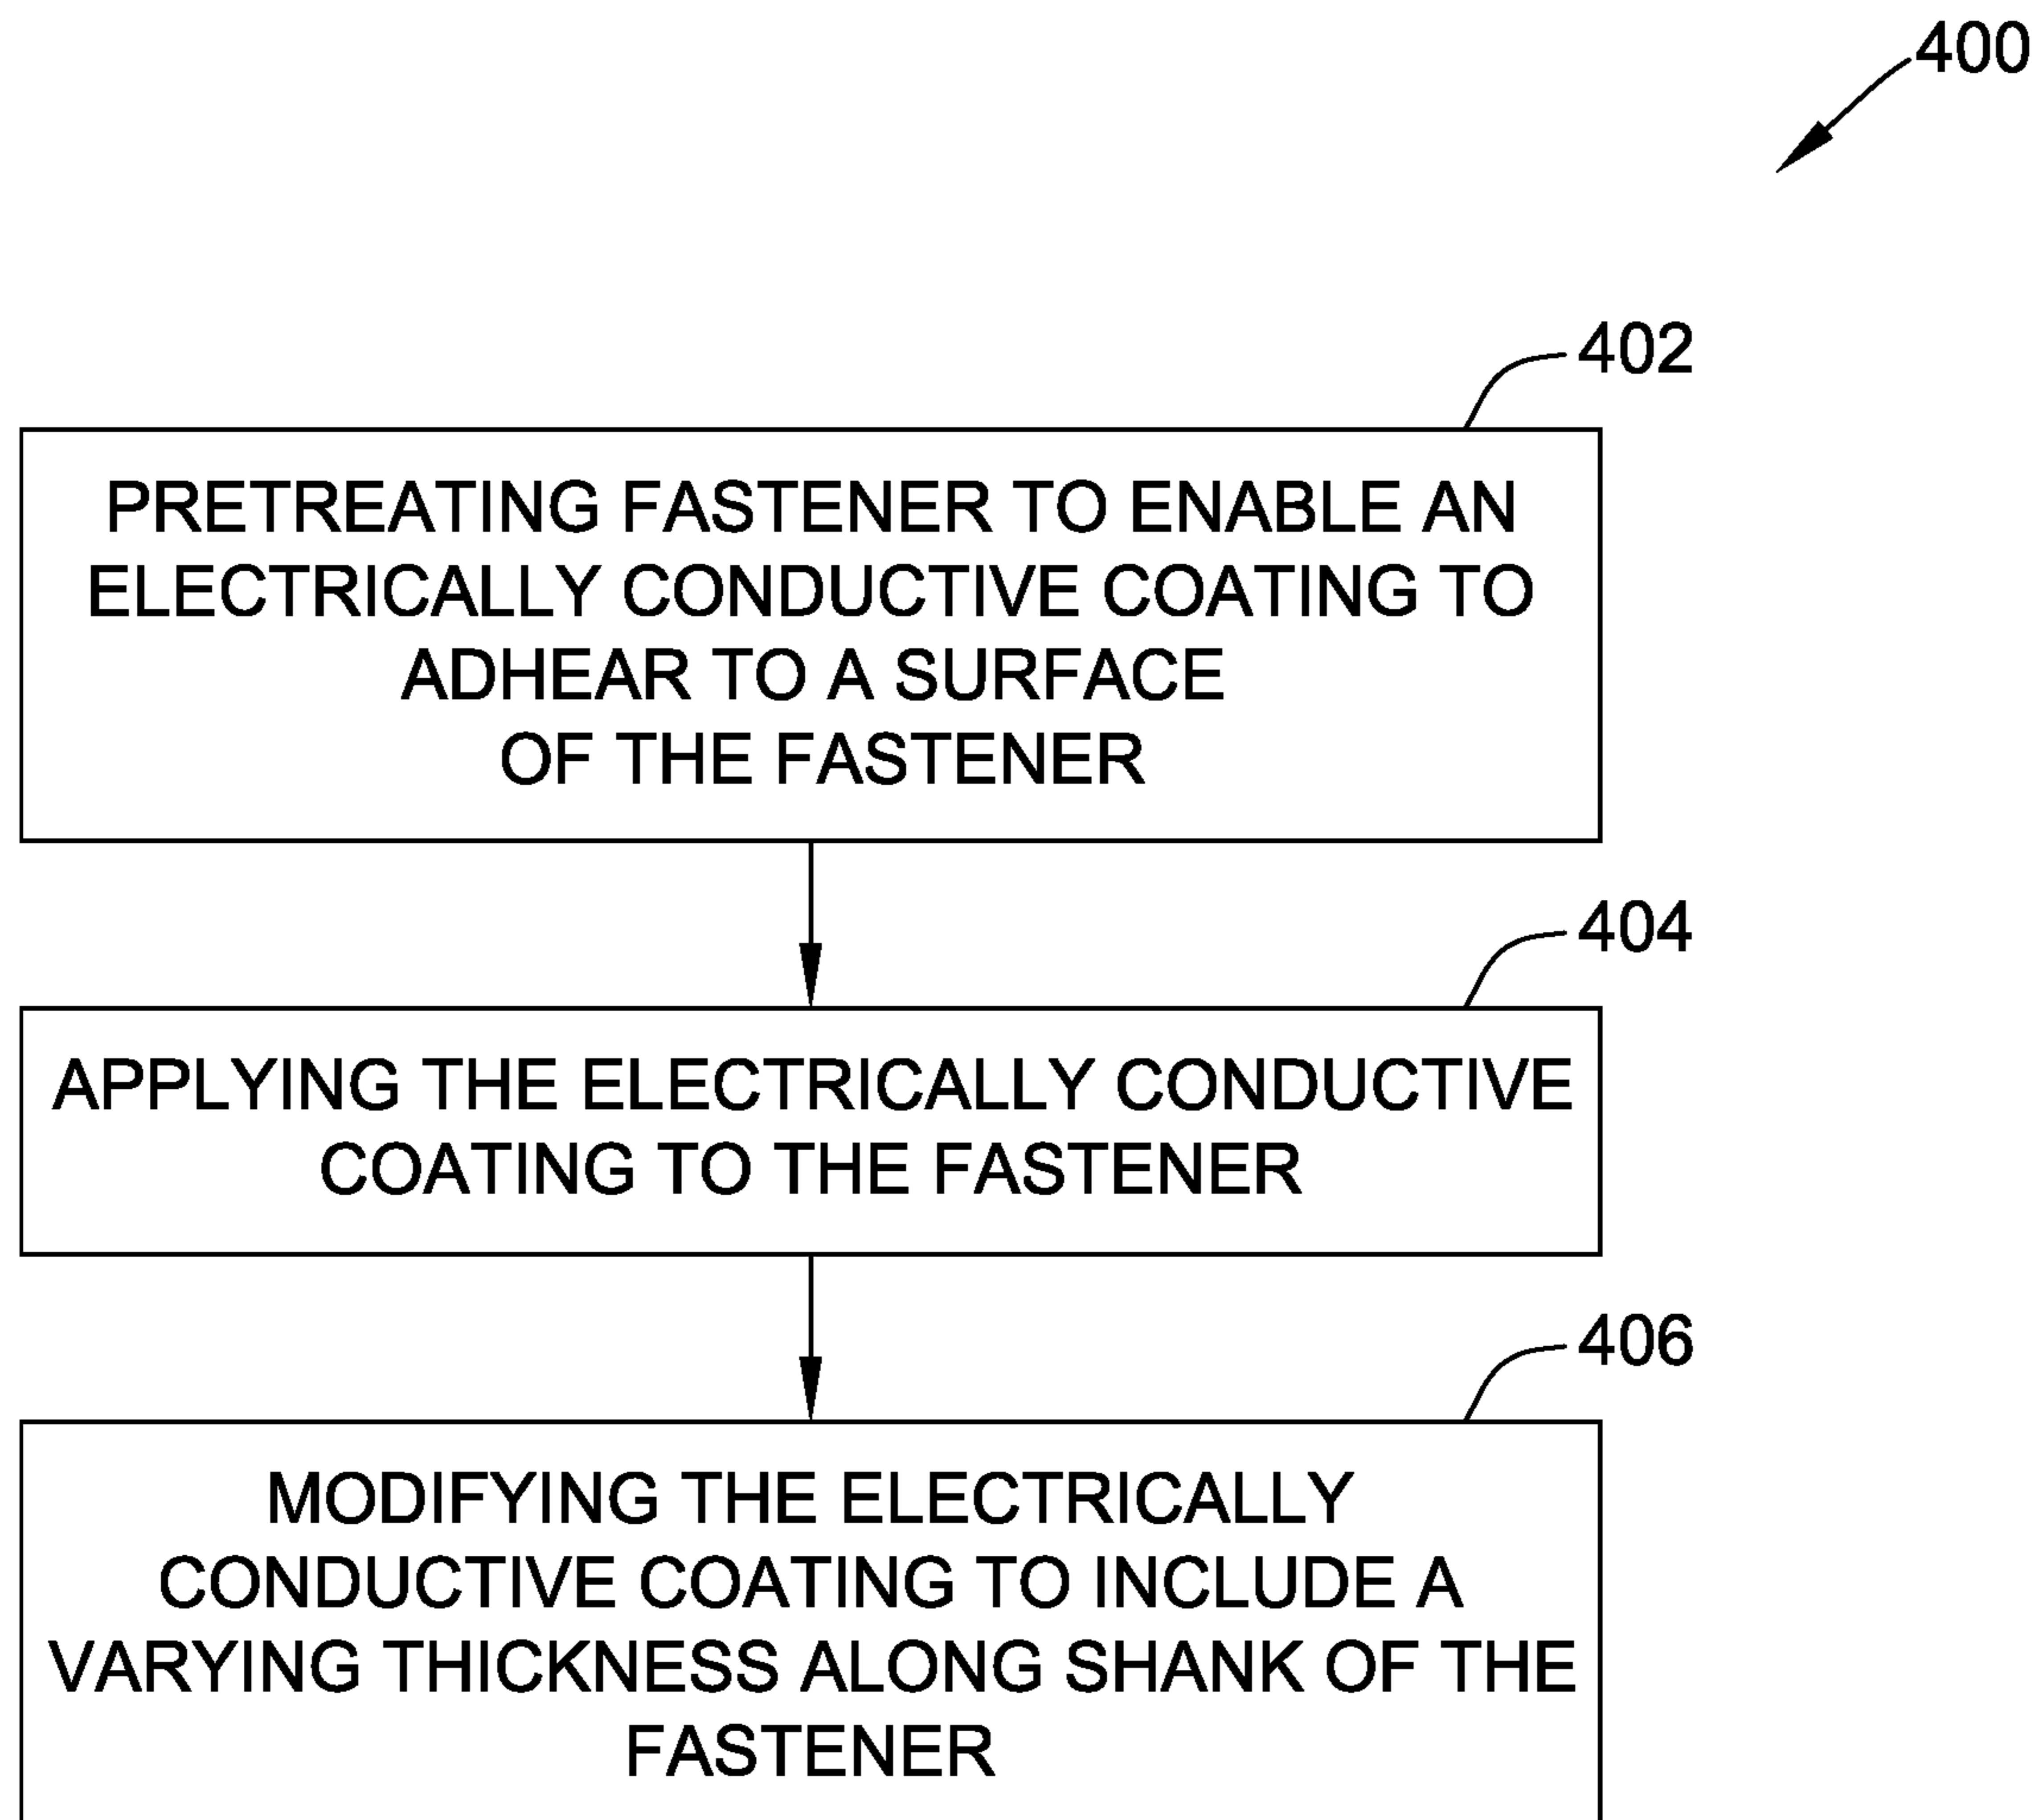 400
402
PRETREATING FASTENER TO ENABLE AN
ELECTRICALLY CONDUCTIVE COATING TO
ADHEAR TO A SURFACE
OF THE FASTENER
404
APPLYING THE ELECTRICALLY CONDUCTIVE
COATING TO THE FASTENER
406
MODIFYING THE ELECTRICALLY
CONDUCTIVE COATING TO INCLUDE A
VARYING THICKNESS ALONG SHANK OF THE
FASTENER